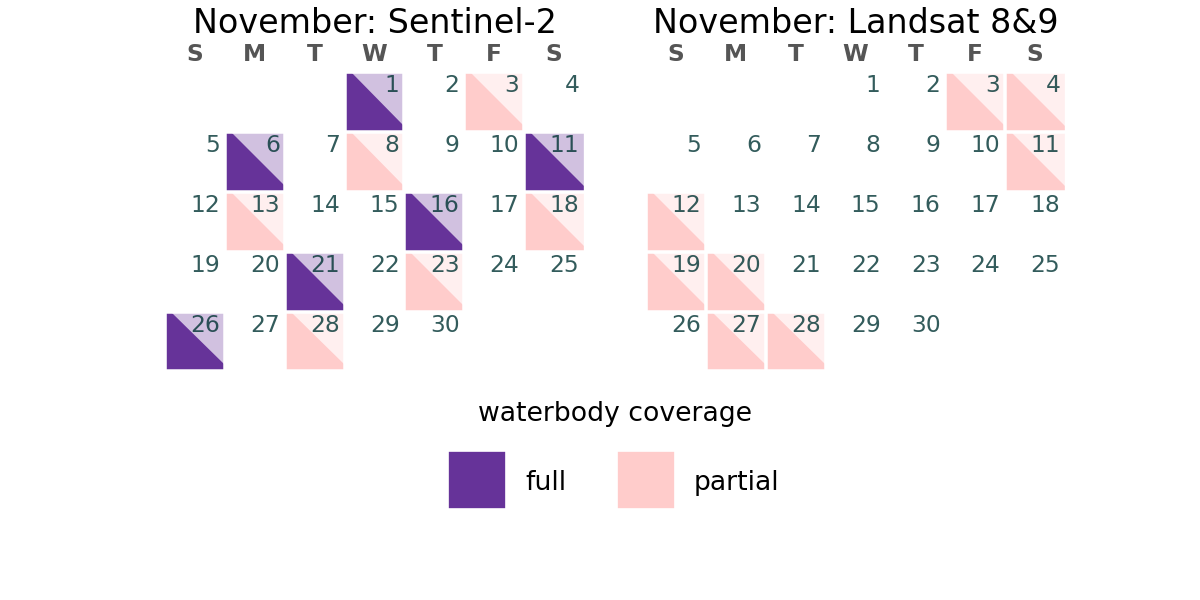 November: Sentinel-2
S M T W T F S
1 2 3 4
5 6 7 8 9 10 11
12 13 14 15 16 17 18
19 20 21 22 23 24 25
26 27 28 29 30
November: Landsat 8&9
S M T W T F S
1 2 3 4
5 6 7 8 9 10 11
12 13 14 15 16 17 18
19 20 21 22 23 24 25
26 27 28 29 30
waterbody coverage
full partial